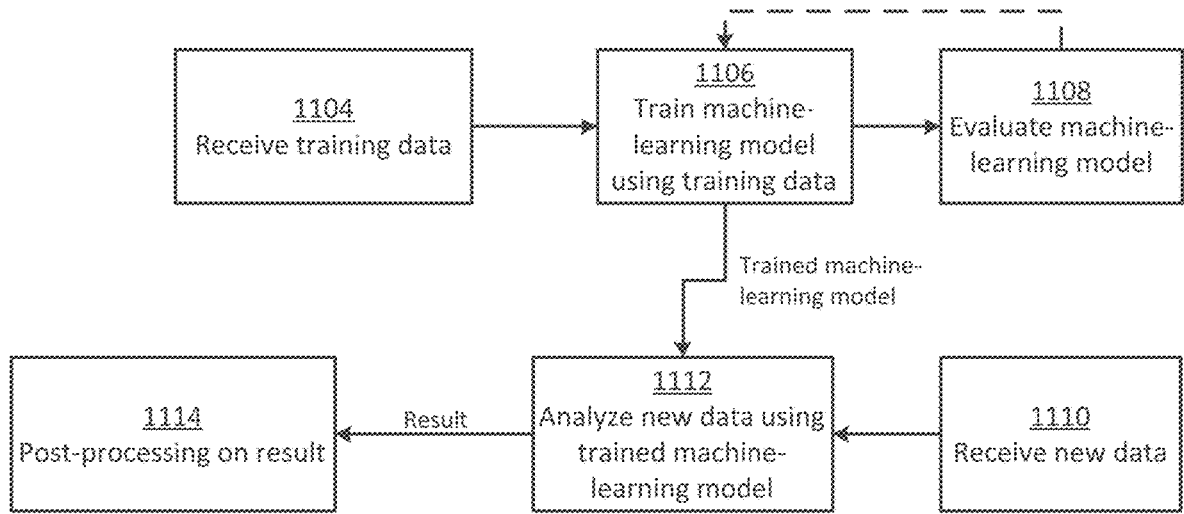 1104
Receive training data
1106
Train machine-
learning model
using training data
1108
Evaluate machine-
learning model
Trained machine-
learning model
1114
Post-processing on result
Result
1112
Analyze new data using
trained machine-
learning model
1110
Receive new data